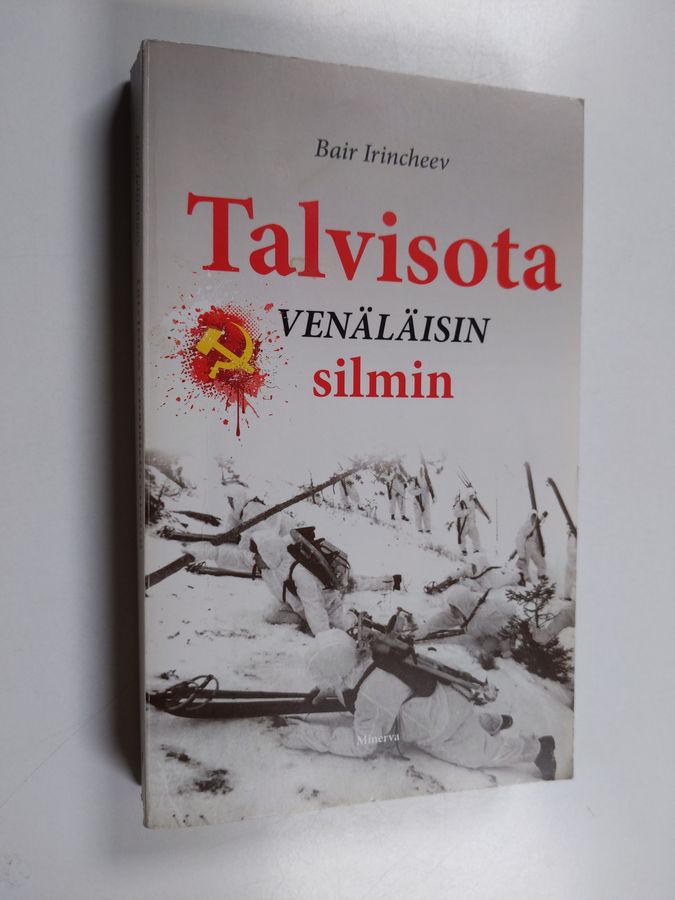 Bair Irincheev
Talvisota
VENÄLÄISIN
silmin
Minerva